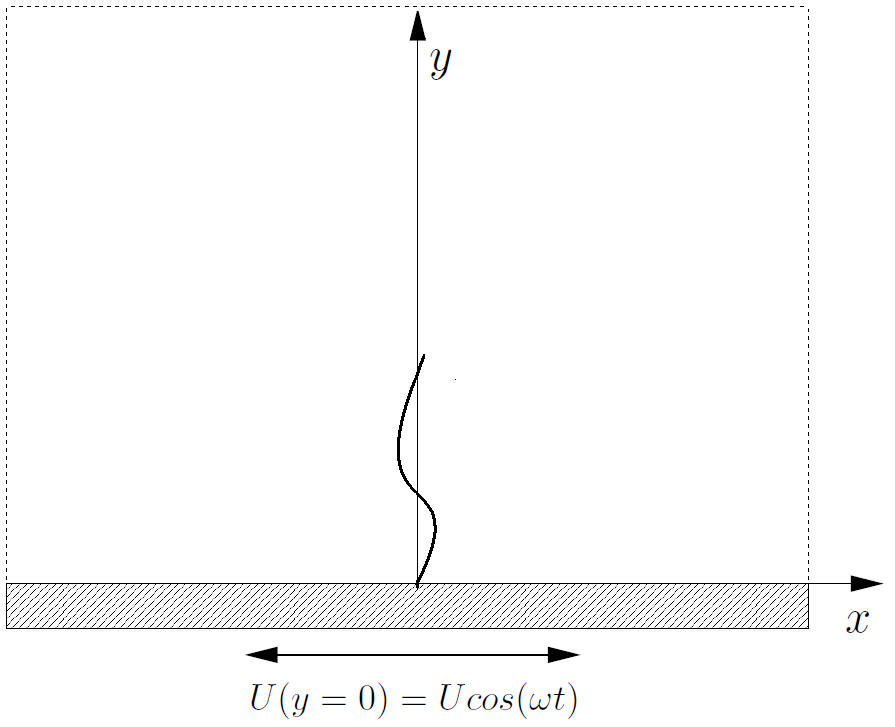 y
x
U(y = 0) = Ucos(ωt)